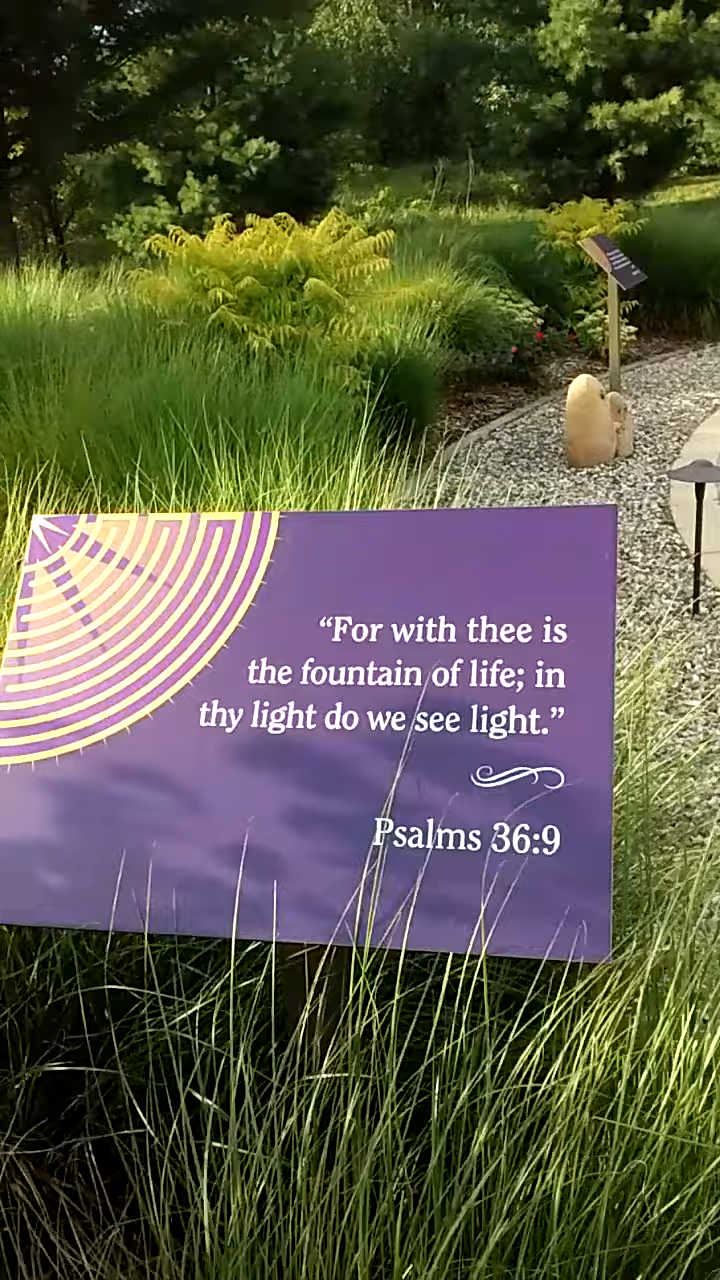 “For with thee is
the fountain of life; in
thy light do we see light.”
Psalms 36:9